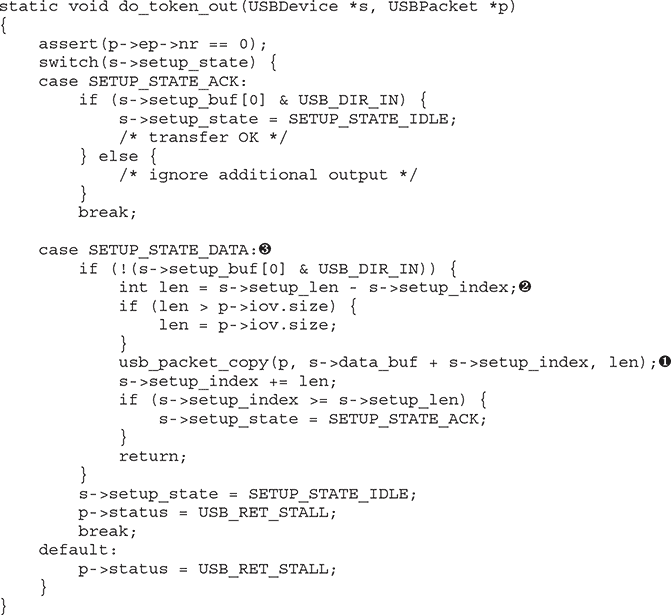 static void do_token_out(USBDevice *s, USBPacket *p)
{
    assert(p->ep->nr == 0);
    switch(s->setup_state) {
    case SETUP_STATE_ACK:
        if (s->setup_buf[0] & USB_DIR_IN) {
            s->setup_state = SETUP_STATE_IDLE;
            /* transfer OK */
        } else {
            /* ignore additional output */
        }
        break;

    case SETUP_STATE_DATA:❸
        if (!(s->setup_buf[0] & USB_DIR_IN)) {
            int len = s->setup_len - s->setup_index;❷
            if (len > p->iov.size) {
                len = p->iov.size;
            }
            usb_packet_copy(p, s->data_buf + s->setup_index, len);❶
            s->setup_index += len;
            if (s->setup_index >= s->setup_len) {
                s->setup_state = SETUP_STATE_ACK;
            }
            return;
        }
        s->setup_state = SETUP_STATE_IDLE;
        p->status = USB_RET_STALL;
        break;
    default:
        p->status = USB_RET_STALL;
    }
}